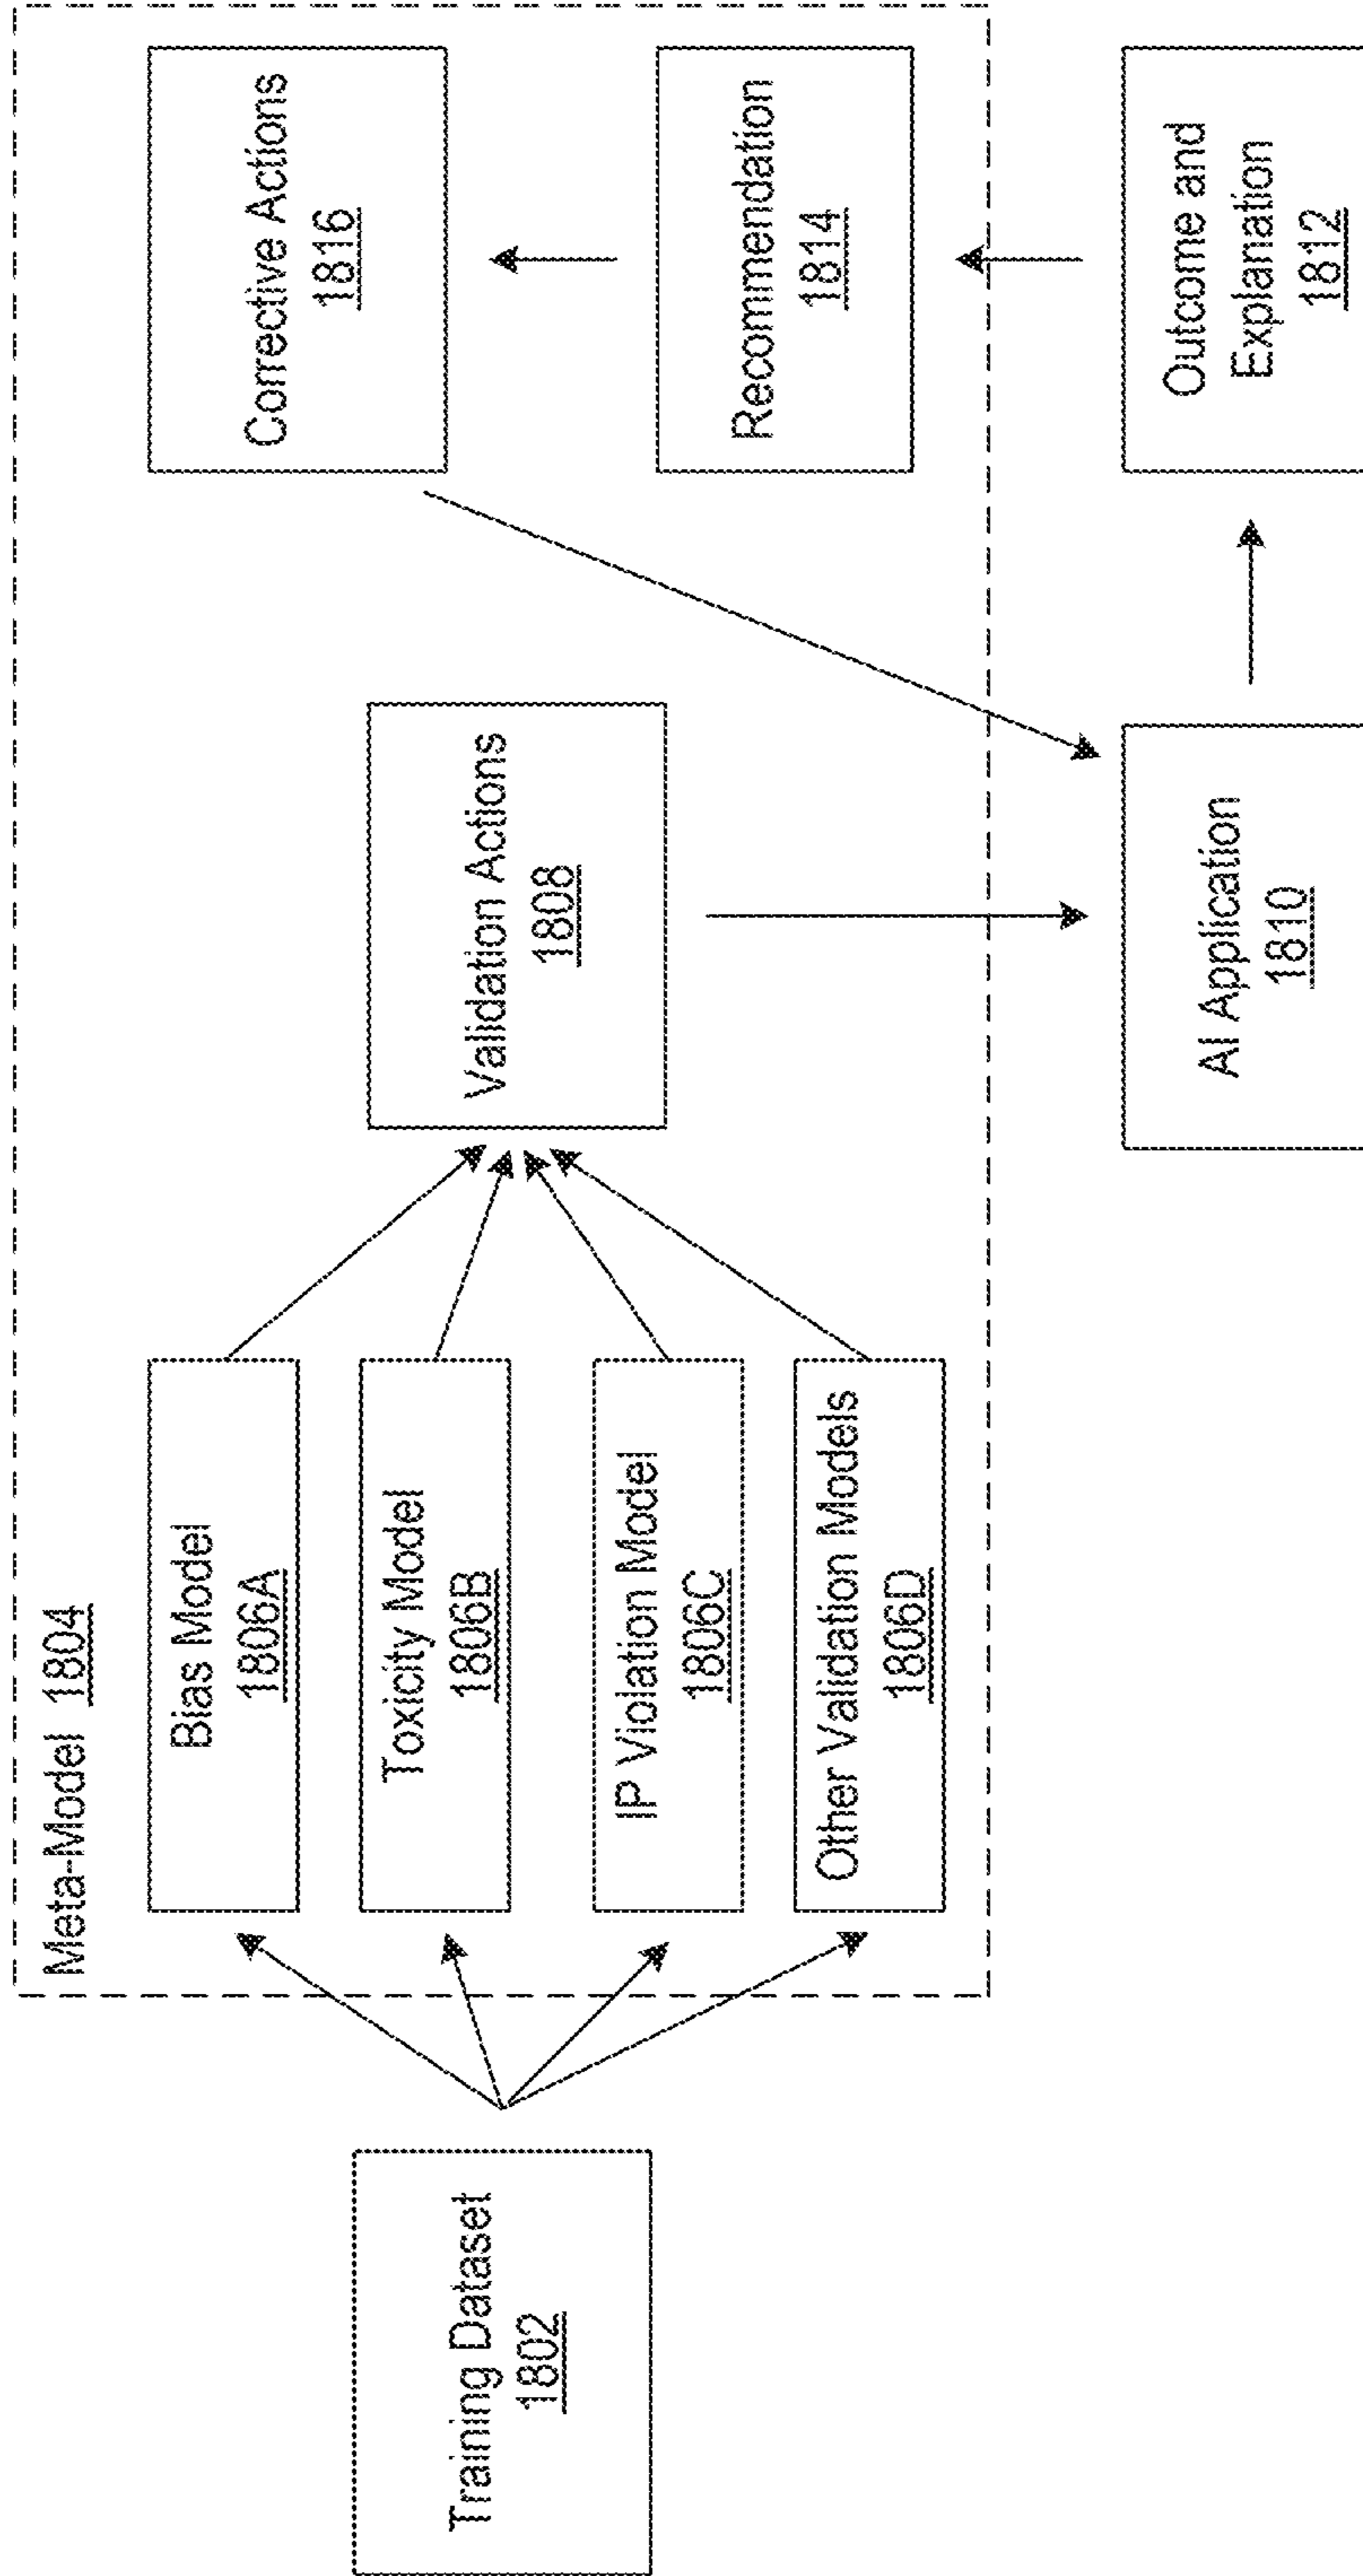 Training Dataset
1802
Meta-Model 1804
Bias Model
1806A
Toxicity Model
1806B
IP Violation Model
1806C
Other Validation Models
1806D
Validation Actions
1808
AI Application
1810
Outcome and
Explanation
1812
Recommendation
1814
Corrective Actions
1816